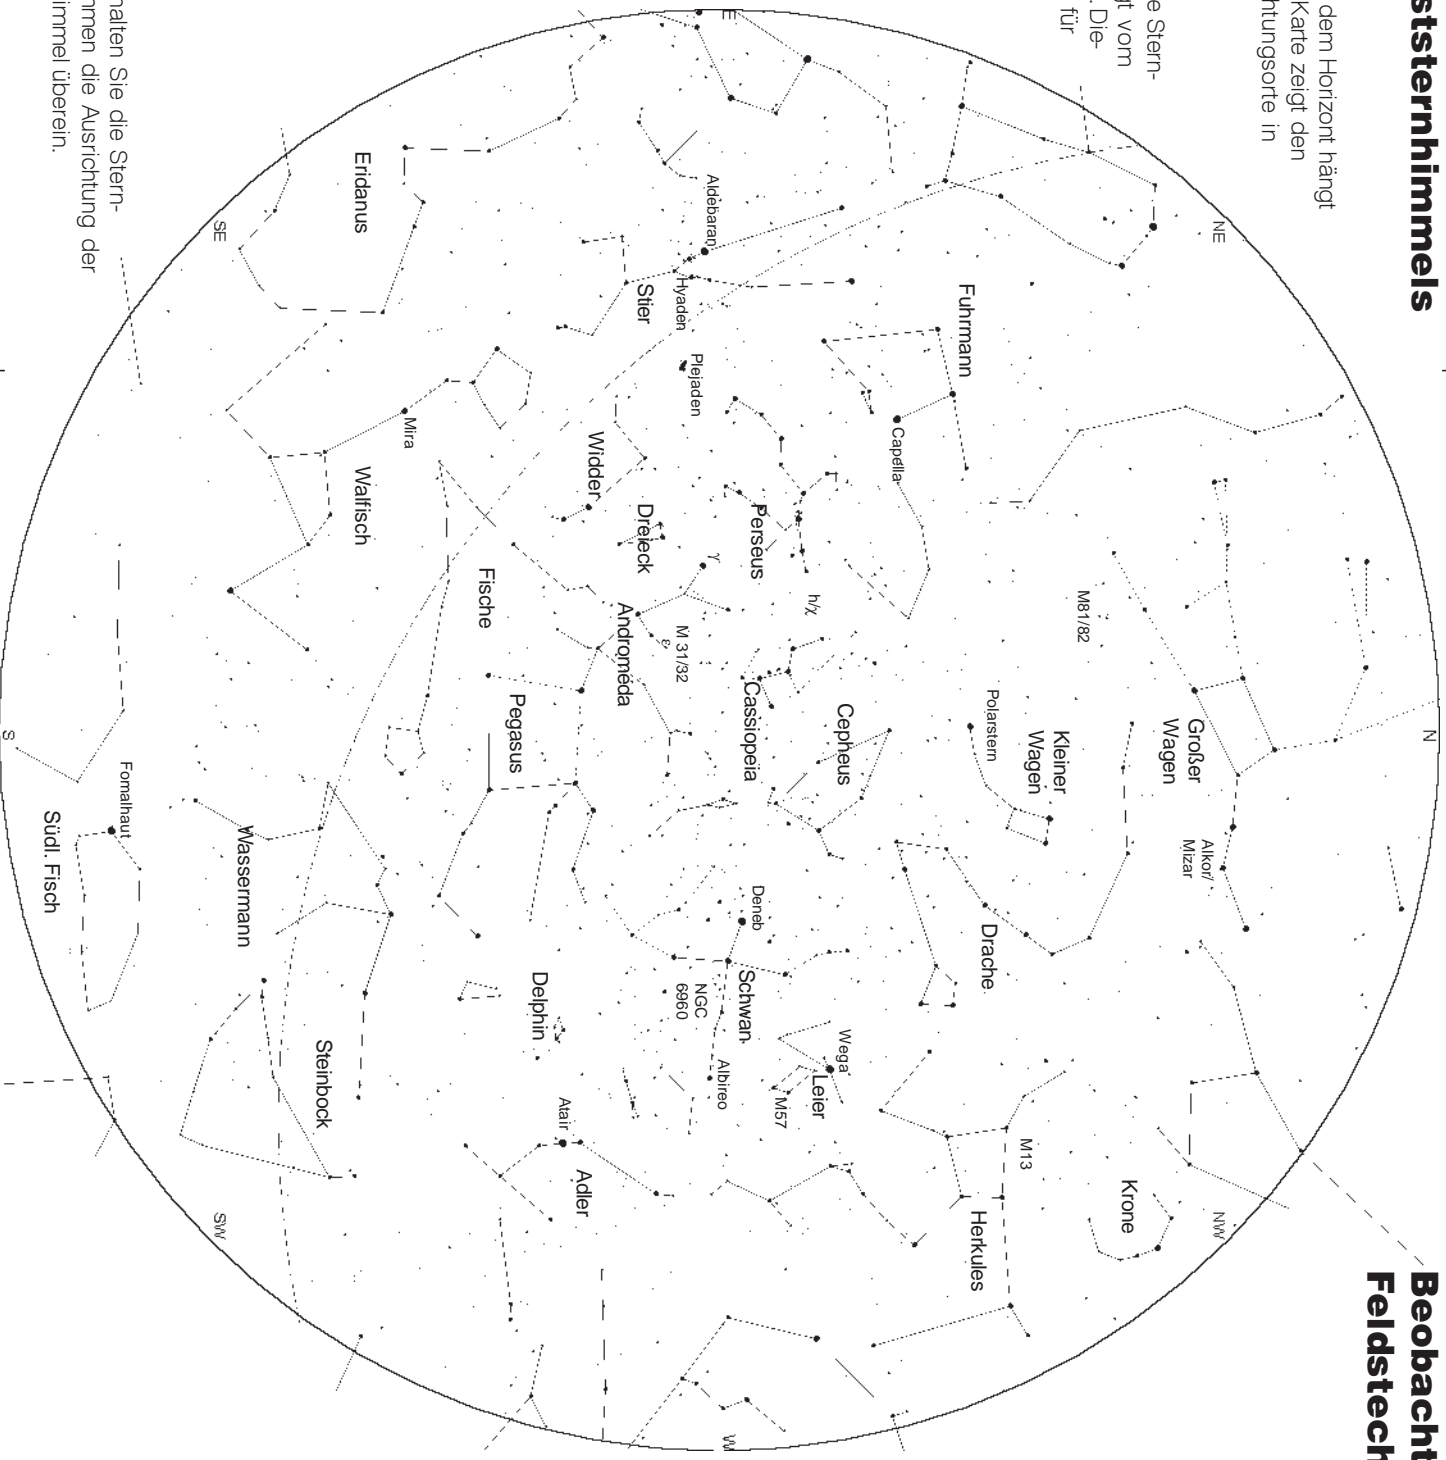 ststernhimmels
dem Horizont hängt
Karte zeigt den
htungsorte in
e Stern-
t vom
. Die-
für
halten Sie die Stern-
mmen die Ausrichtung der
immel überein.
Beobacht
Feldstech
N
NE
E
SE
S
SW
W
NW
Großer
Wagen
Alkor/
Mizar
M81/82
Kleiner
Wagen
Polarstern
Drache
Krone
M13
Herkules
Fuhrmann
Capella
Cepheus
Wega
Leier
M57
h/χ
Perseus
Cassiopeia
Deneb
Schwan
NGC
6960
Albireo
Aldebaran
Hyaden
Plejaden
Stier
γ
M 31/32
ε
Dreieck
Andromeda
Widder
Adler
Atair
Delphin
Pegasus
Fische
Mira
Walfisch
Eridanus
Steinbock
Wassermann
Fomalhaut
Südl. Fisch